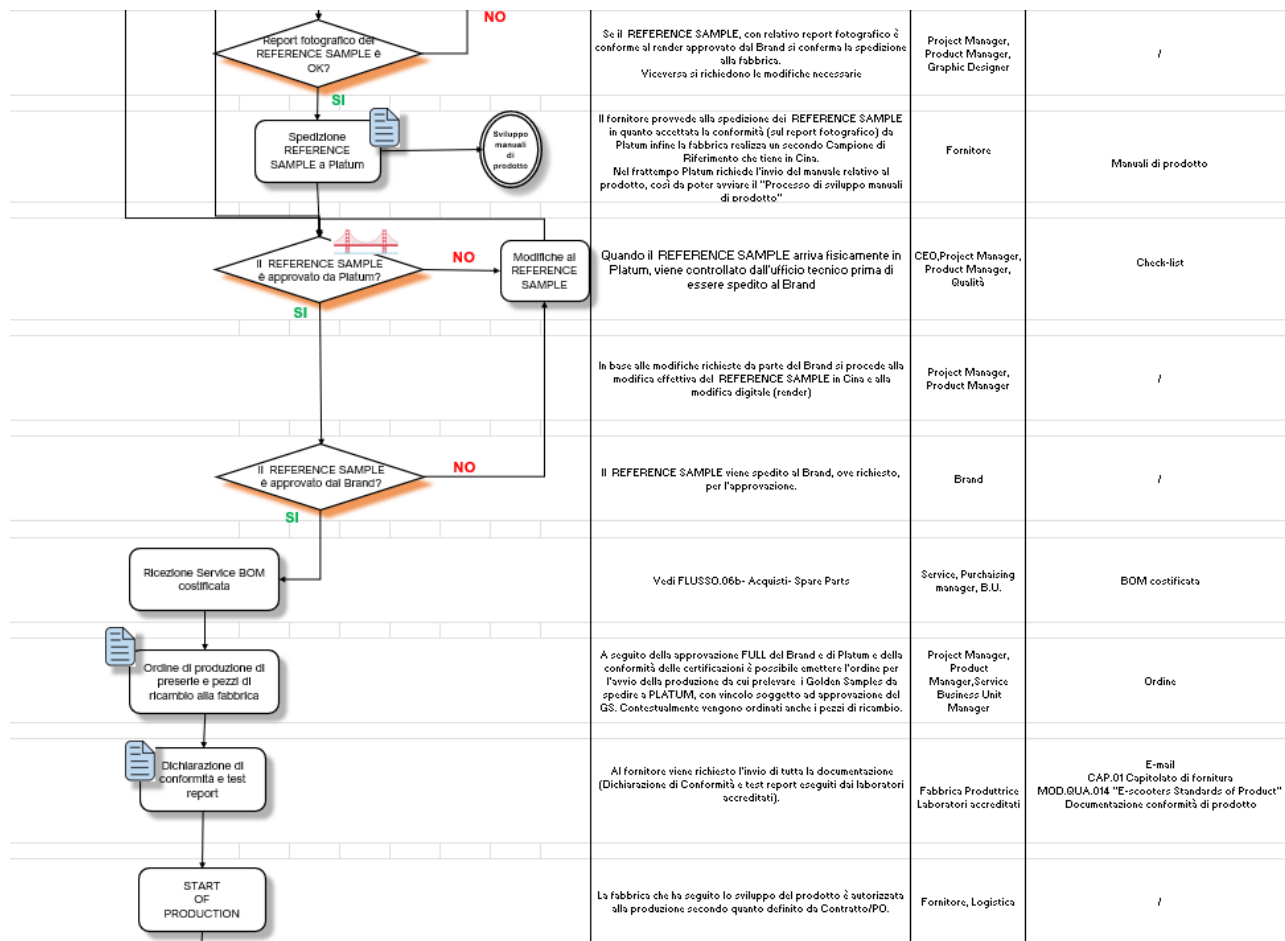 NO
Report fotografico del
REFERENCE SAMPLE è
OK?
SI
Se il REFERENCE SAMPLE, con relativo report fotografico è
conforme al render approvato dal Brand si conferma la spedizione
alla fabbrica.
Viceversa si richiedono le modifiche necessarie
Project Manager,
Product Manager,
Graphic Designer
/
Spedizione
REFERENCE
SAMPLE a Platum
Sviluppo
manuali
di
prodotto
Il fornitore provvede alla spedizione dei REFERENCE SAMPLE
in quanto accettata la conformità (sul report fotografico) da
Platum infine la fabbrica realizza un secondo Campione di
Riferimento che tiene in Cina.
Nel frattempo Platum richiede l'invio del manuale relativo al
prodotto, così da poter avviare il "Processo di sviluppo manuali
di prodotto"
Fornitore
Manuali di prodotto
Il REFERENCE SAMPLE
è approvato da Platum?
NO
SI
Modifiche al
REFERENCE
SAMPLE
Quando il REFERENCE SAMPLE arriva fisicamente in
Platum, viene controllato dall'ufficio tecnico prima di
essere spedito al Brand
CEO,Project Manager,
Product Manager,
Qualità
Check-list
In base alle modifiche richieste da parte del Brand si procede alla
modifica effettiva del REFERENCE SAMPLE in Cina e alla
modifica digitale (render)
Project Manager,
Product Manager
/
Il REFERENCE SAMPLE
è approvato dal Brand?
NO
SI
Il REFERENCE SAMPLE viene spedito al Brand, ove richiesto,
per l'approvazione.
Brand
/
Ricezione Service BOM
costificata
Vedi FLUSSO.06b- Acquisti- Spare Parts
Service, Purchaising
manager, B.U.
BOM costificata
Ordine di produzione di
preserie e pezzi di
ricambio alla fabbrica
A seguito della approvazione FULL del Brand e di Platum e della
conformità delle certificazioni è possibile emettere l'ordine per
l'avvio della produzione da cui prelevare i Golden Samples da
spedire a PLATUM, con vincolo soggetto ad approvazione del
GS. Contestualmente vengono ordinati anche i pezzi di ricambio.
Project Manager,
Product
Manager,Service
Business Unit
Manager
Ordine
Dichiarazione di
conformità e test
report
Al fornitore viene richiesto l'invio di tutta la documentazione
(Dichiarazione di Conformità e test report eseguiti dai laboratori
accreditati).
Fabbrica Produttrice
Laboratori accreditati
E-mail
CAP.01 Capitolato di fornitura
MOD.QUA.014 "E-scooters Standards of Product"
Documentazione conformità di prodotto
START
OF
PRODUCTION
La fabbrica che ha seguito lo sviluppo del prodotto è autorizzata
alla produzione secondo quanto definito da Contratto/PO.
Fornitore, Logistica
/